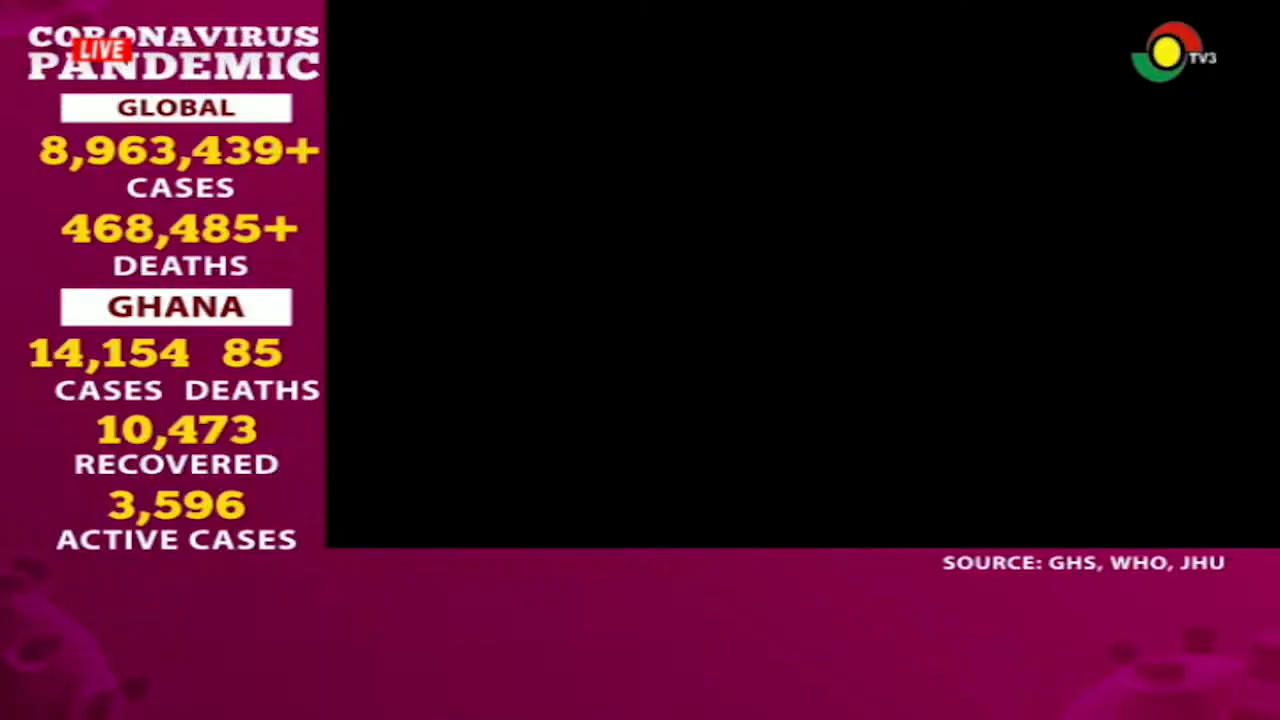 CORONAVIRUS
LIVE
PANDEMIC
GLOBAL
8,963,439+
CASES
468,485+
DEATHS
GHANA
14,154 85
CASES DEATHS
10,473
RECOVERED
3,596
ACTIVE CASES
TV3
SOURCE: GHS, WHO, JHU